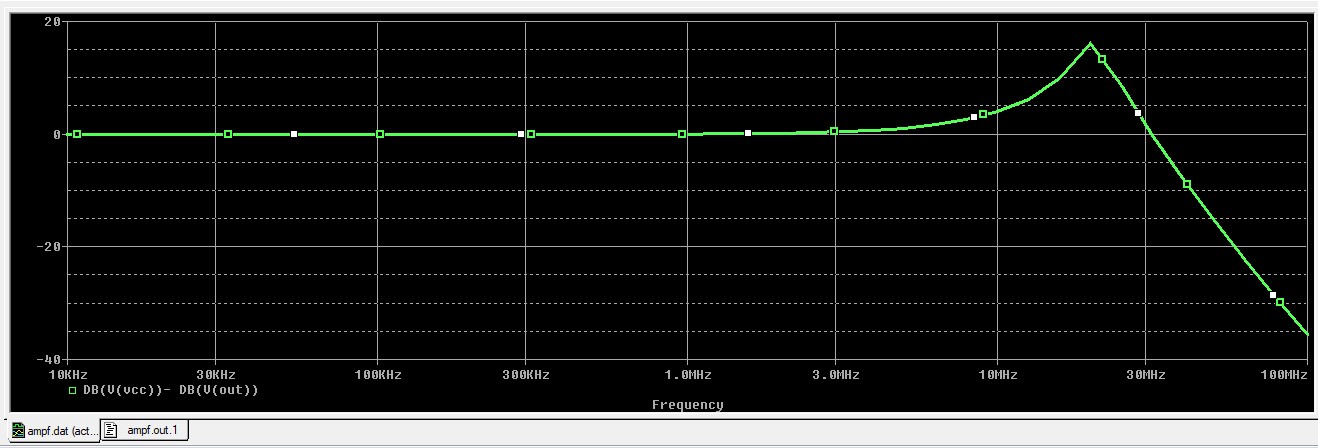 20
0
-20
-40
10KHz 30KHz 100KHz 300KHz 1.0MHz 3.0MHz 10MHz 30MHz 100MHz
DB(V(vcc))- DB(V(out))
Frequency
ampf.dat (act... ampf.out.1